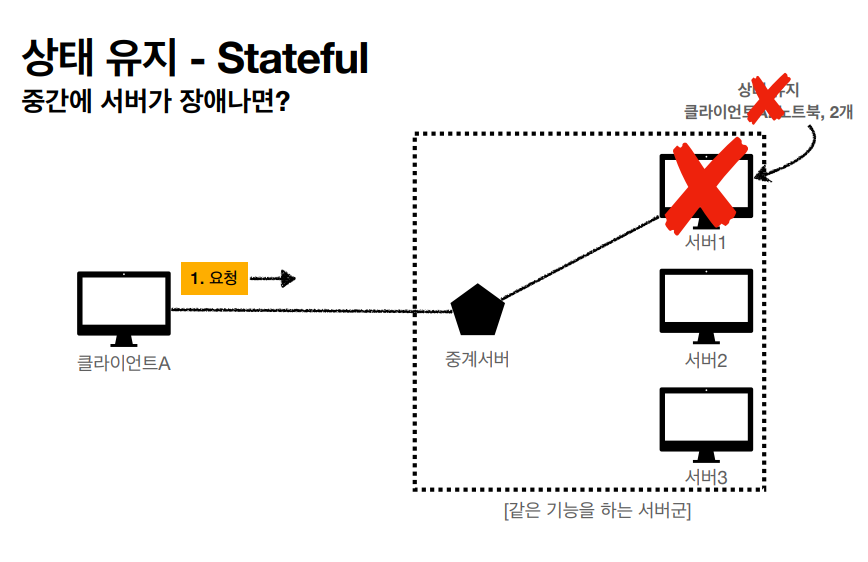 상태 유지 - Stateful
중간에 서버가 장애나면?
상태 유지
클라이언트A: 노트북, 2개
서버1
1. 요청
클라이언트A
중계서버
서버2
서버3
[같은 기능을 하는 서버군]